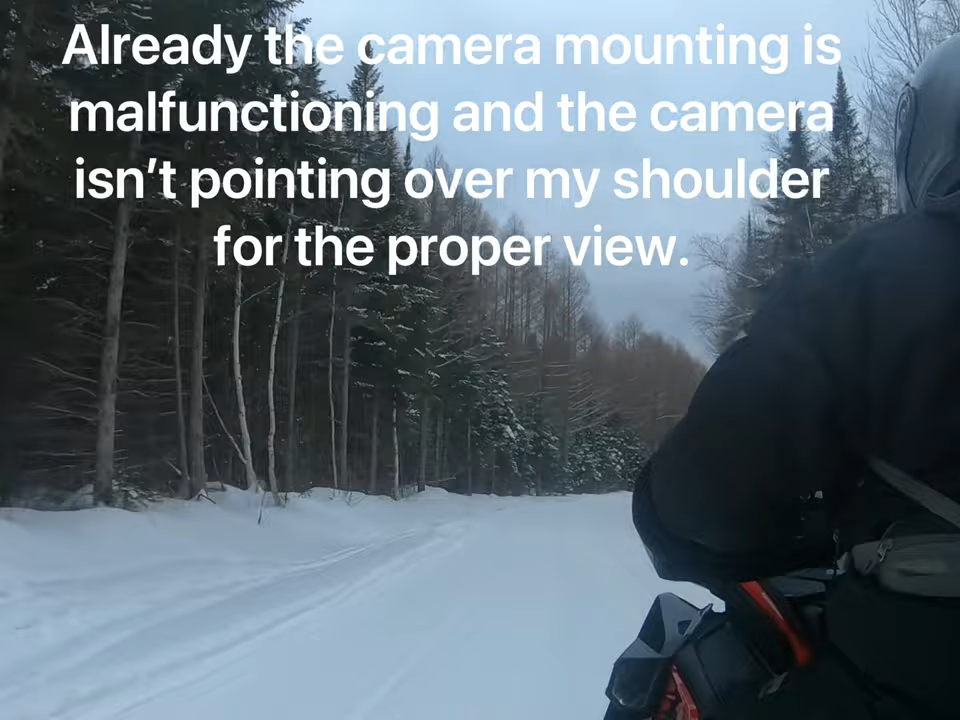 Already the camera mounting is
malfunctioning and the camera
isn’t pointing over my shoulder
for the proper view.